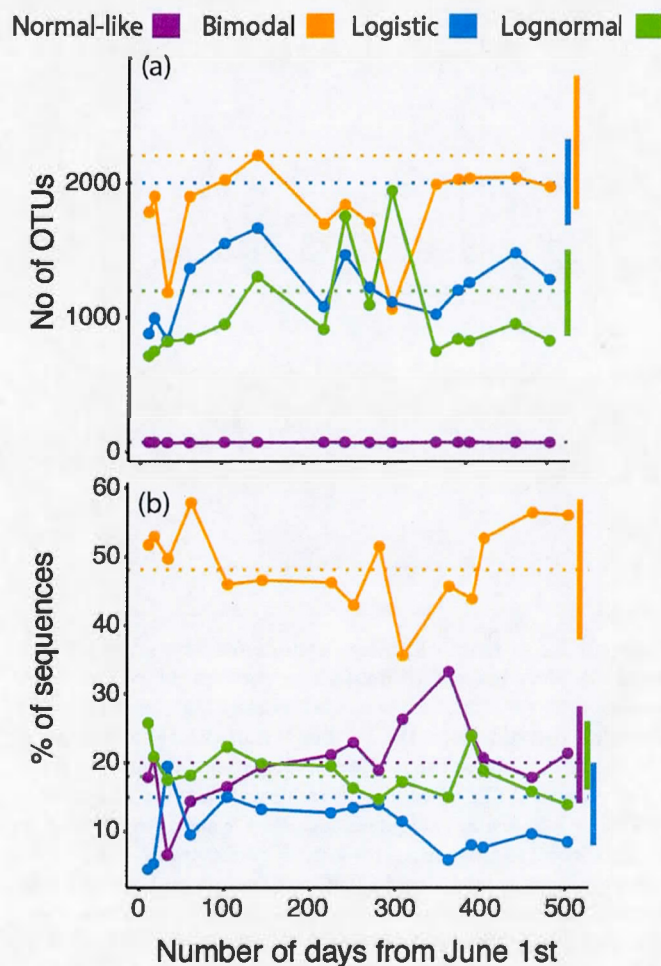 Normal-like Bimodal Logistic Lognormal
(a)
No of OTUs
2000
1000
0
(b)
% of sequences
60
50
40
30
20
10
0 100 200 300 400 500
Number of days from June 1st